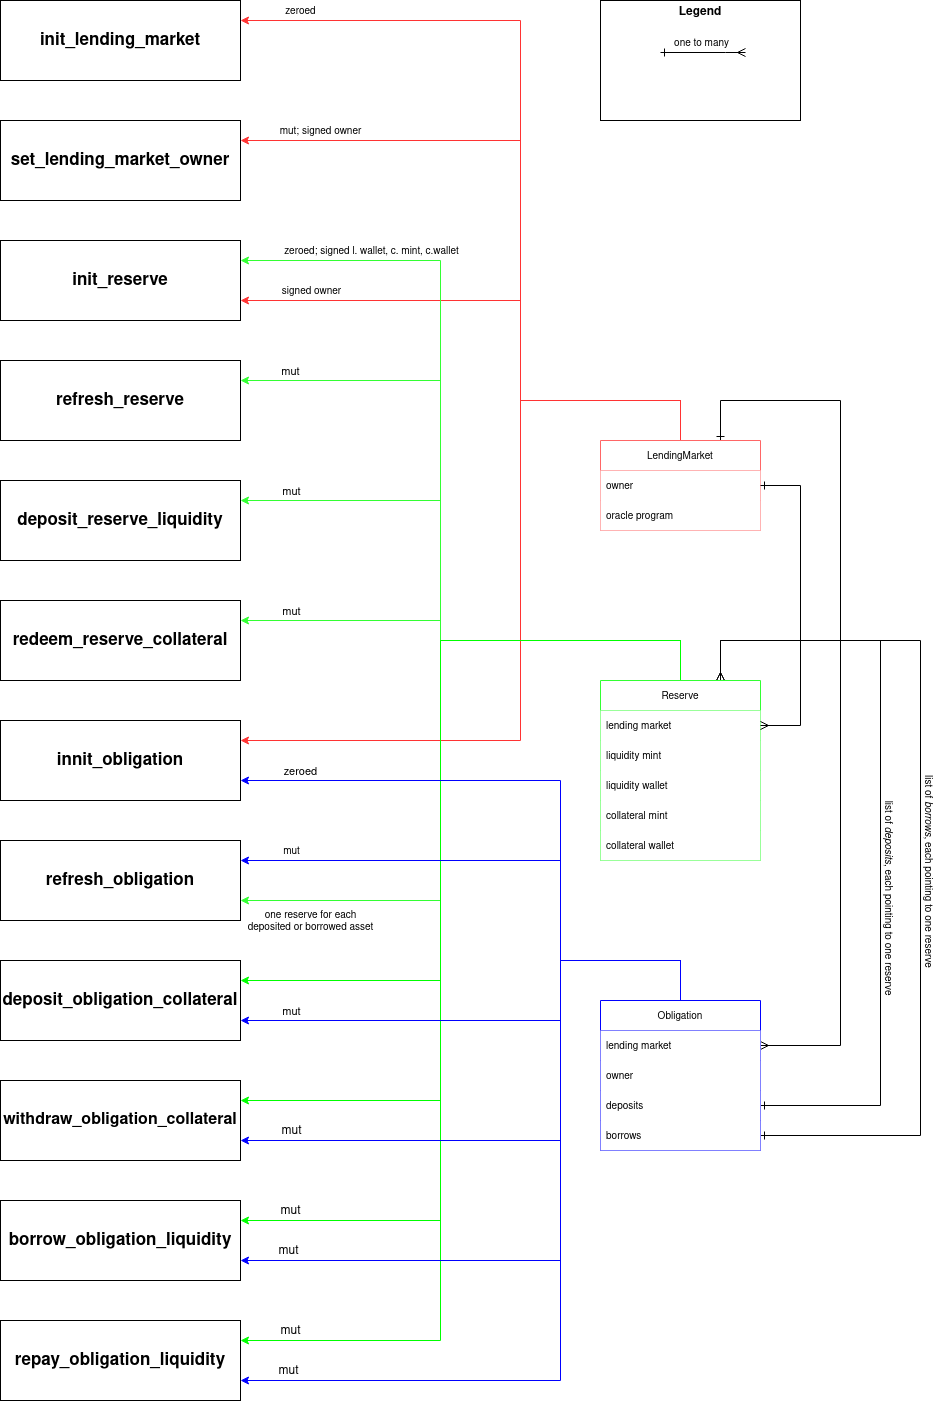 zeroed
init_lending_market
Legend
one to many
mut; signed owner
set_lending_market_owner
zeroed; signed l. wallet, c. mint, c.wallet
init_reserve
signed owner
mut
refresh_reserve
LendingMarket
owner
oracle program
mut
deposit_reserve_liquidity
mut
redeem_reserve_collateral
Reserve
lending market
liquidity mint
liquidity wallet
collateral mint
collateral wallet
innit_obligation
zeroed
mut
refresh_obligation
one reserve for each
deposited or borrowed asset
list of deposits, each pointing to one reserve
list of borrows, each pointing to one reserve
deposit_obligation_collateral
mut
Obligation
lending market
owner
deposits
borrows
withdraw_obligation_collateral
mut
mut
borrow_obligation_liquidity
mut
mut
repay_obligation_liquidity
mut